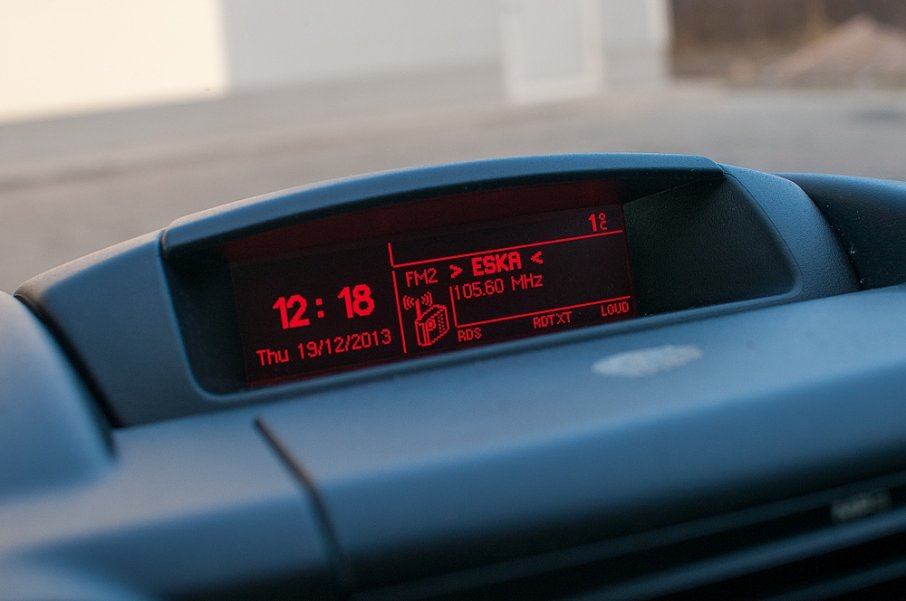 1°C
12:18
Thu 19/12/2013
FM2 > ESKA <
105.60 MHz
RDS RDTXT LOUD